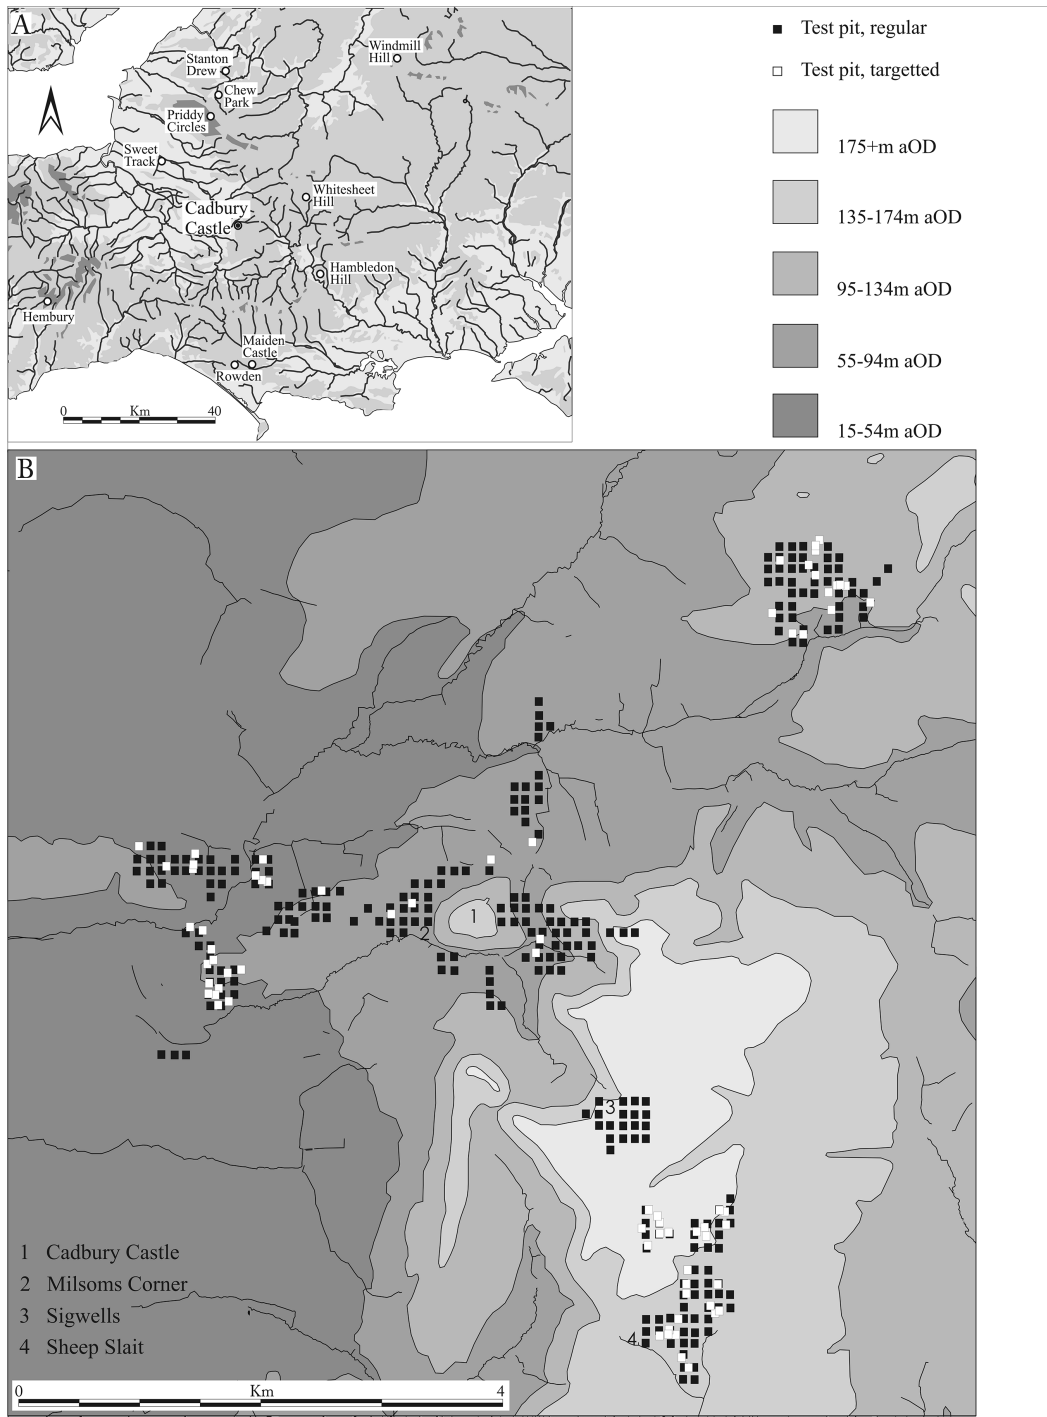 A
Windmill
Hill
Stanton
Drew
Chew
Park
Priddy
Circles
Sweet
Track
Whitesheet
Hill
Cadbury
Castle
Hambledon
Hill
Hembury
Maiden
Castle
Rowden
0 Km 40
Test pit, regular
Test pit, targetted
175+m aOD
135-174m aOD
95-134m aOD
55-94m aOD
15-54m aOD
B
1
2
3
4
1 Cadbury Castle
2 Milsoms Corner
3 Sigwells
4 Sheep Slait
0 Km 4